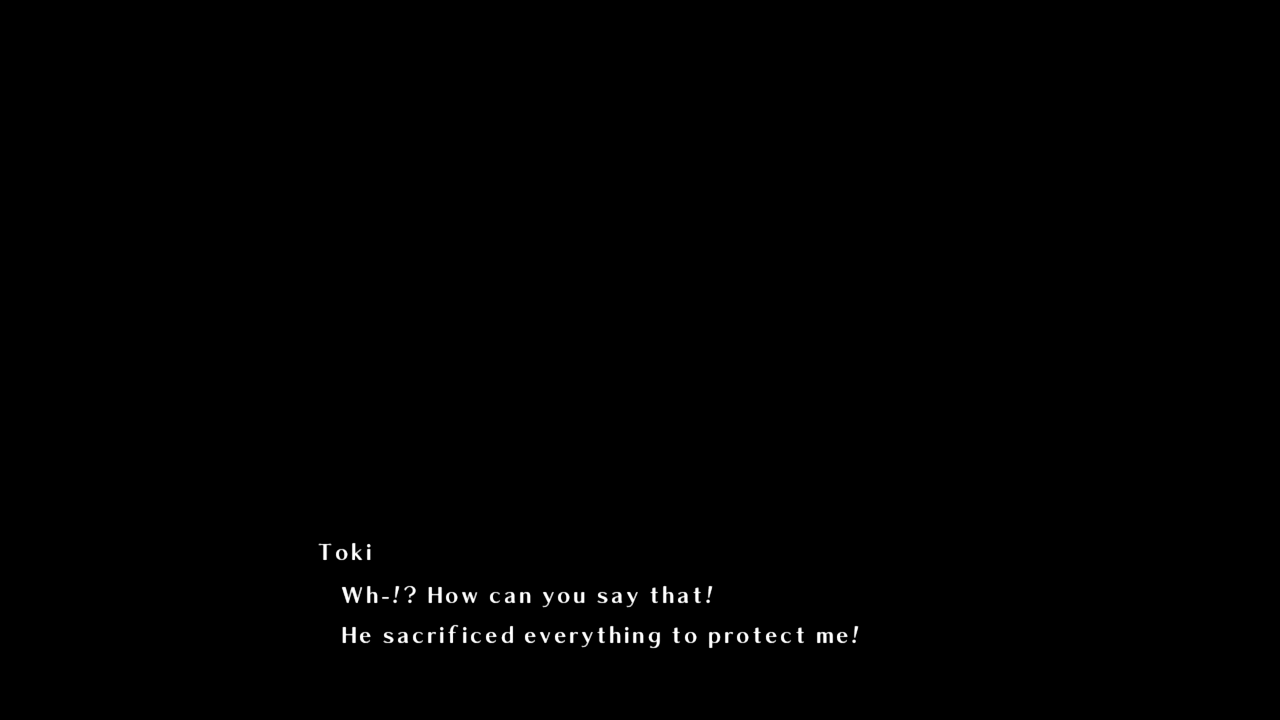 Toki
Wh-!? How can you say that!
He sacrificed everything to protect me!